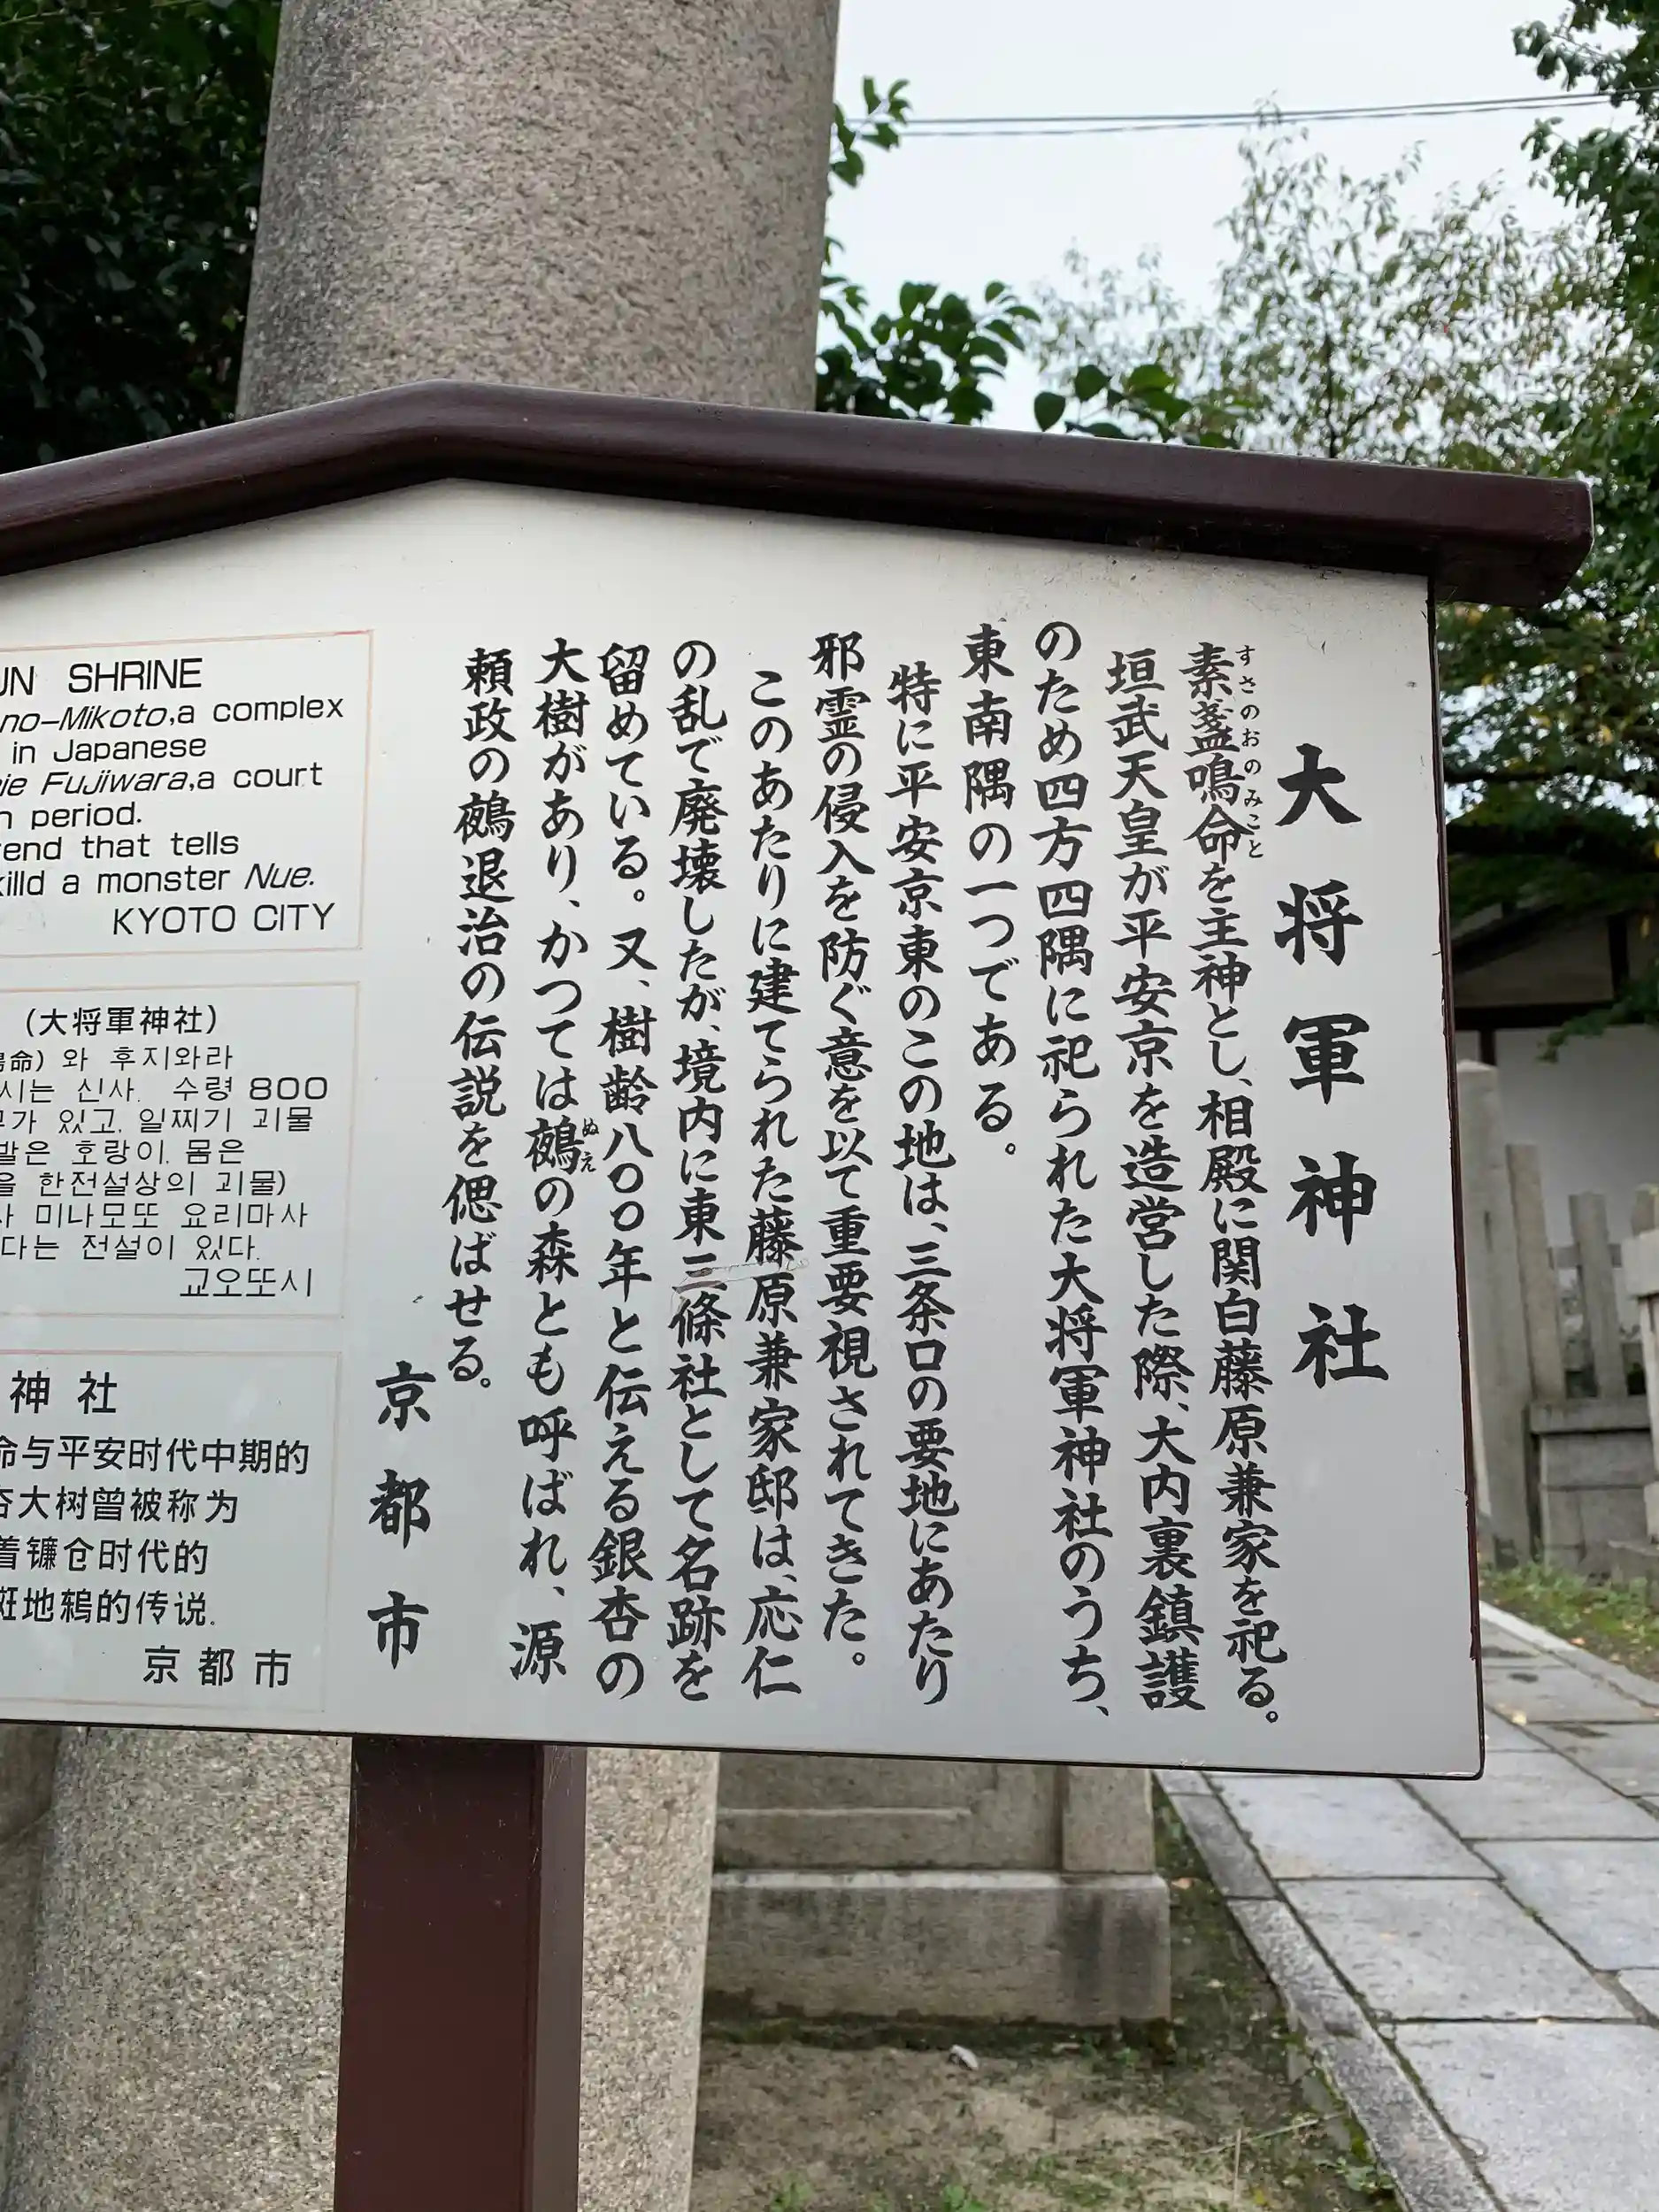 大将軍神社
素盞鳴命を主神とし、相殿に関白藤原兼家を祀る。
すさのおのみこと
垣武天皇が平安京を造営した際、大内裏鎮護
のため四方四隅に祀られた大将軍神社のうち、
東南隅の一つである。
特に平安京東のこの地は、三条口の要地にあたり
邪霊の侵入を防ぐ意を以て重要視されてきた。
このあたりに建てられた藤原兼家邸は、応仁
の乱で廃壊したが、境内に東三條社として名跡を
留めている。又、樹齢八〇〇年と伝える銀杏の
大樹があり、かつては鵺の森とも呼ばれ、源
ぬえ
頼政の鵺退治の伝説を偲ばせる。
京都市
UN SHRINE
no-Mikoto,a complex
in Japanese
ie Fujiwara,a court
n period.
end that tells
killd a monster Nue.
KYOTO CITY
(大将軍神社)
命) 와 후지와라
시는 신사. 수령 800
가 있고, 일찌기 괴물
발은 호랑이, 몸은
을 한전설상의 괴물)
사 미나모또 요리마사
다는 전설이 있다.
교오또시
神社
命与平安时代中期的
杏大树曾被称为
着镰仓时代的
斑地鵺的传说.
京都市